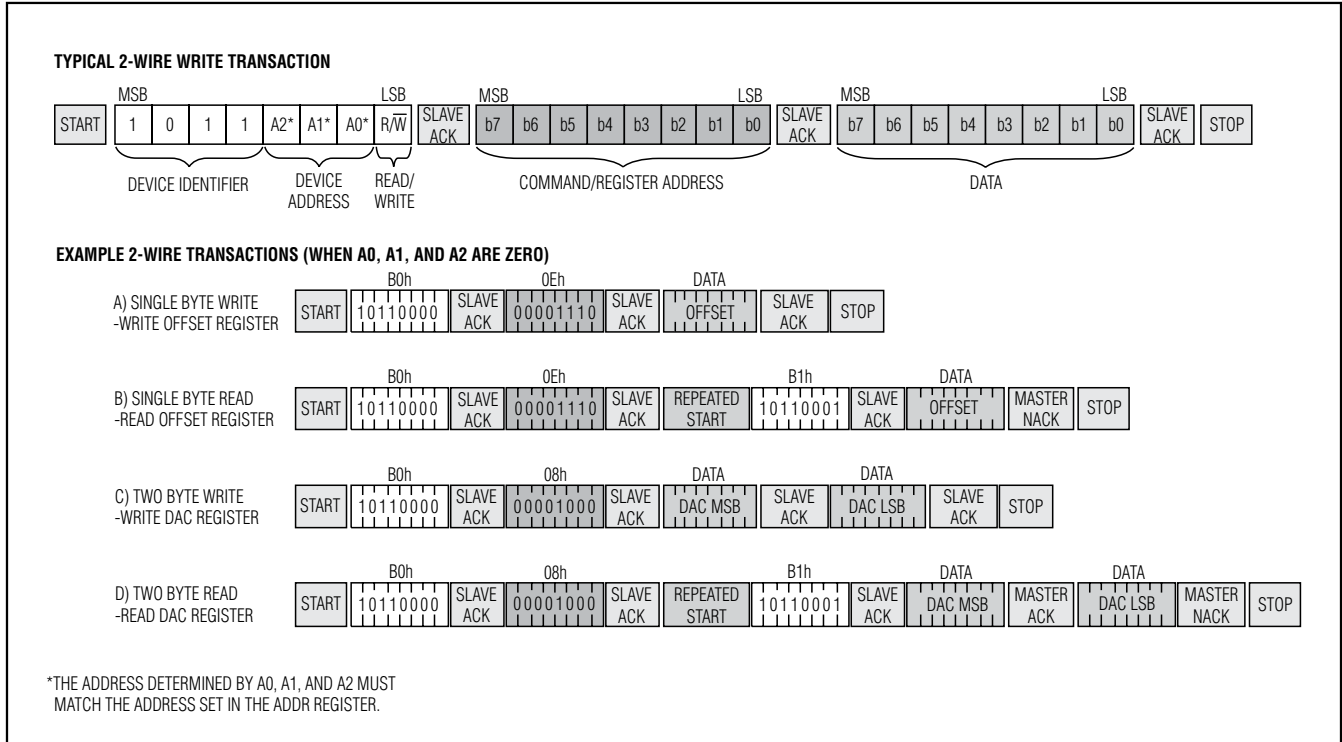 TYPICAL 2-WIRE WRITE TRANSACTION
MSB LSB MSB LSB MSB LSB
START 1 0 1 1 A2* A1* A0* R/W̅ SLAVE ACK b7 b6 b5 b4 b3 b2 b1 b0 SLAVE ACK b7 b6 b5 b4 b3 b2 b1 b0 SLAVE ACK STOP
DEVICE IDENTIFIER DEVICE ADDRESS READ/WRITE COMMAND/REGISTER ADDRESS DATA
EXAMPLE 2-WIRE TRANSACTIONS (WHEN A0, A1, AND A2 ARE ZERO)
B0h 0Eh DATA
A) SINGLE BYTE WRITE
-WRITE OFFSET REGISTER
START 10110000 SLAVE ACK 00001110 SLAVE ACK OFFSET SLAVE ACK STOP
B0h 0Eh B1h DATA
B) SINGLE BYTE READ
-READ OFFSET REGISTER
START 10110000 SLAVE ACK 00001110 SLAVE ACK REPEATED START 10110001 SLAVE ACK OFFSET MASTER NACK STOP
B0h 08h DATA DATA
C) TWO BYTE WRITE
-WRITE DAC REGISTER
START 10110000 SLAVE ACK 00001000 SLAVE ACK DAC MSB SLAVE ACK DAC LSB SLAVE ACK STOP
B0h 08h B1h DATA DATA
D) TWO BYTE READ
-READ DAC REGISTER
START 10110000 SLAVE ACK 00001000 SLAVE ACK REPEATED START 10110001 SLAVE ACK DAC MSB MASTER ACK DAC LSB MASTER NACK STOP
*THE ADDRESS DETERMINED BY A0, A1, AND A2 MUST
MATCH THE ADDRESS SET IN THE ADDR REGISTER.